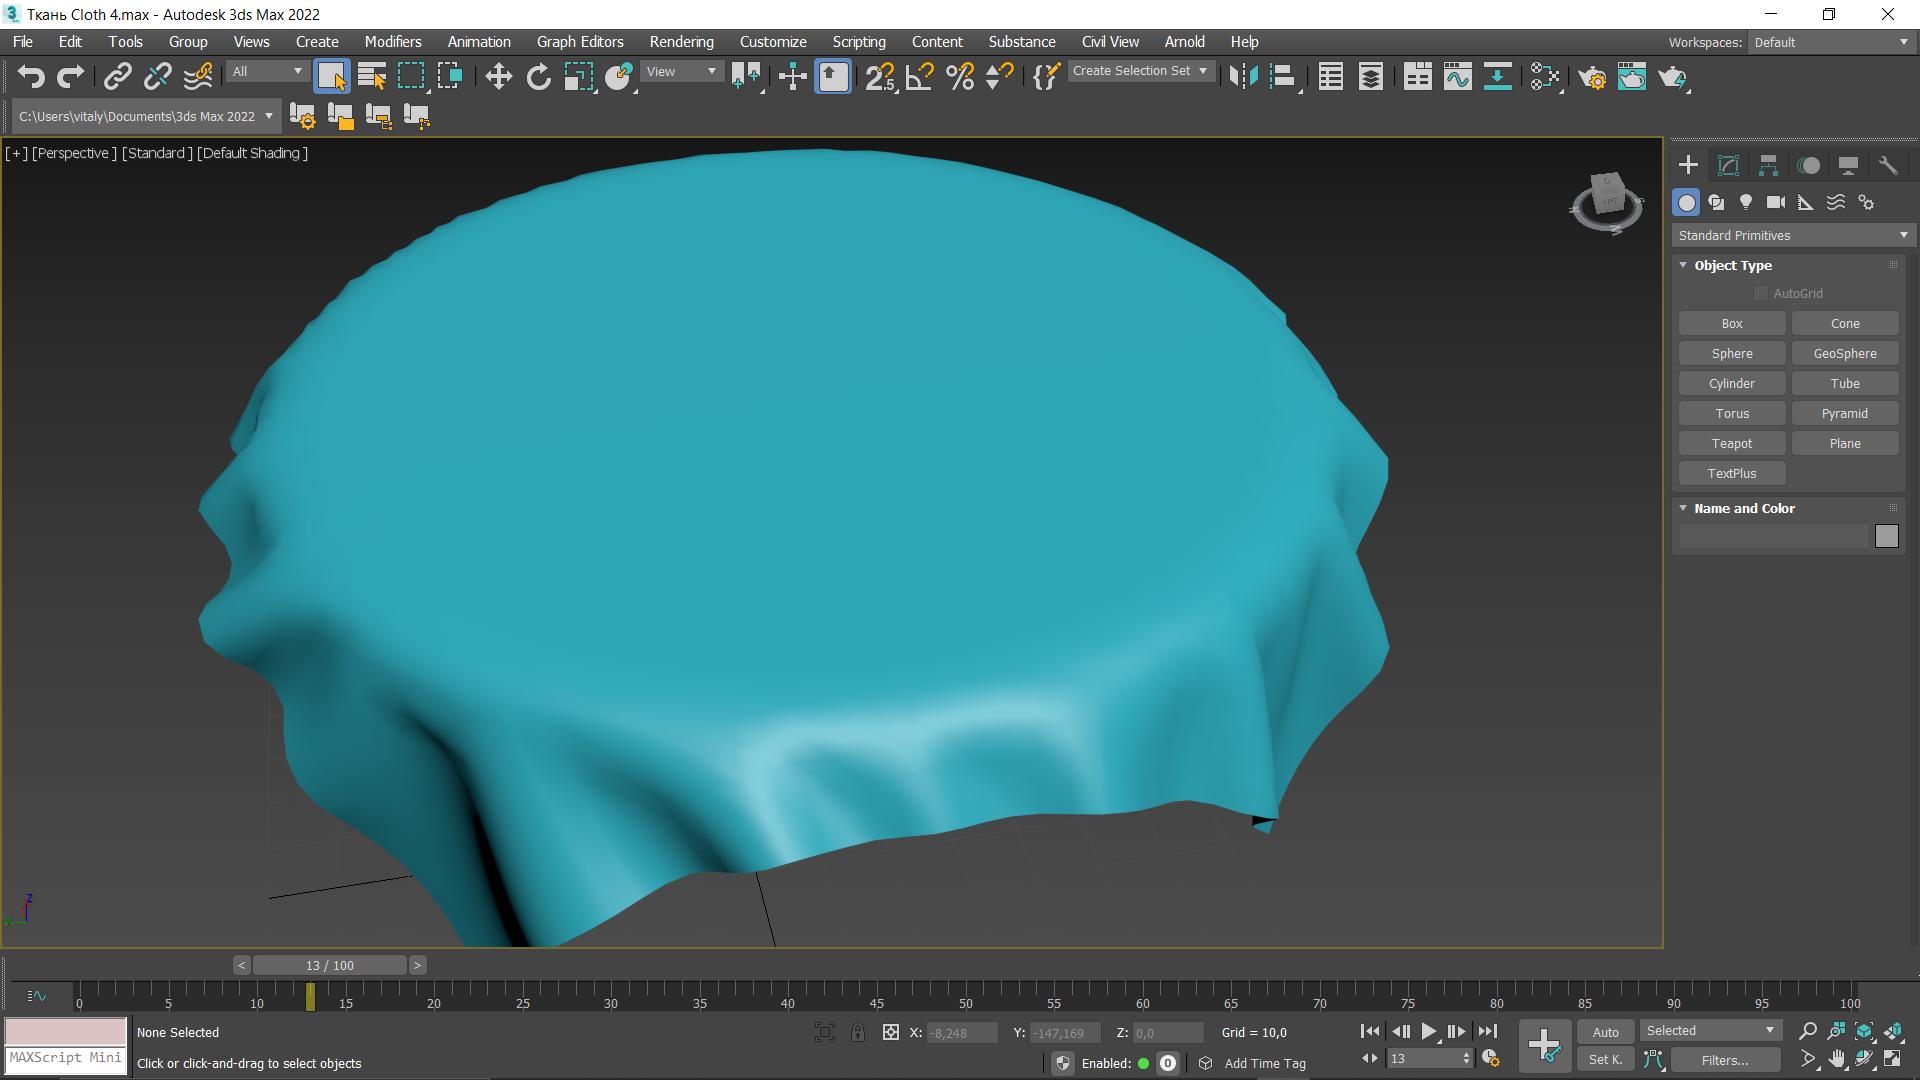 Ткань Cloth 4.max - Autodesk 3ds Max 2022
File Edit Tools Group Views Create Modifiers Animation Graph Editors Rendering Customize Scripting Content Substance Civil View Arnold Help Workspaces: Default
All View 2.5 Create Selection Set
C:\Users\vitaly\Documents\3ds Max 2022
[+] [Perspective ] [Standard ] [Default Shading ]
Standard Primitives
Object Type
AutoGrid
Box Cone
Sphere GeoSphere
Cylinder Tube
Torus Pyramid
Teapot Plane
TextPlus
Name and Color
LEFT
z
y
< 13 / 100 >
0 5 10 15 20 25 30 35 40 45 50 55 60 65 70 75 80 85 90 95 100
None Selected X: -8,248 Y: -147,169 Z: 0,0 Grid = 10,0 Auto Selected
MAXScript Mini Click or click-and-drag to select objects Enabled: 0 Add Time Tag 13 Set K. Filters...